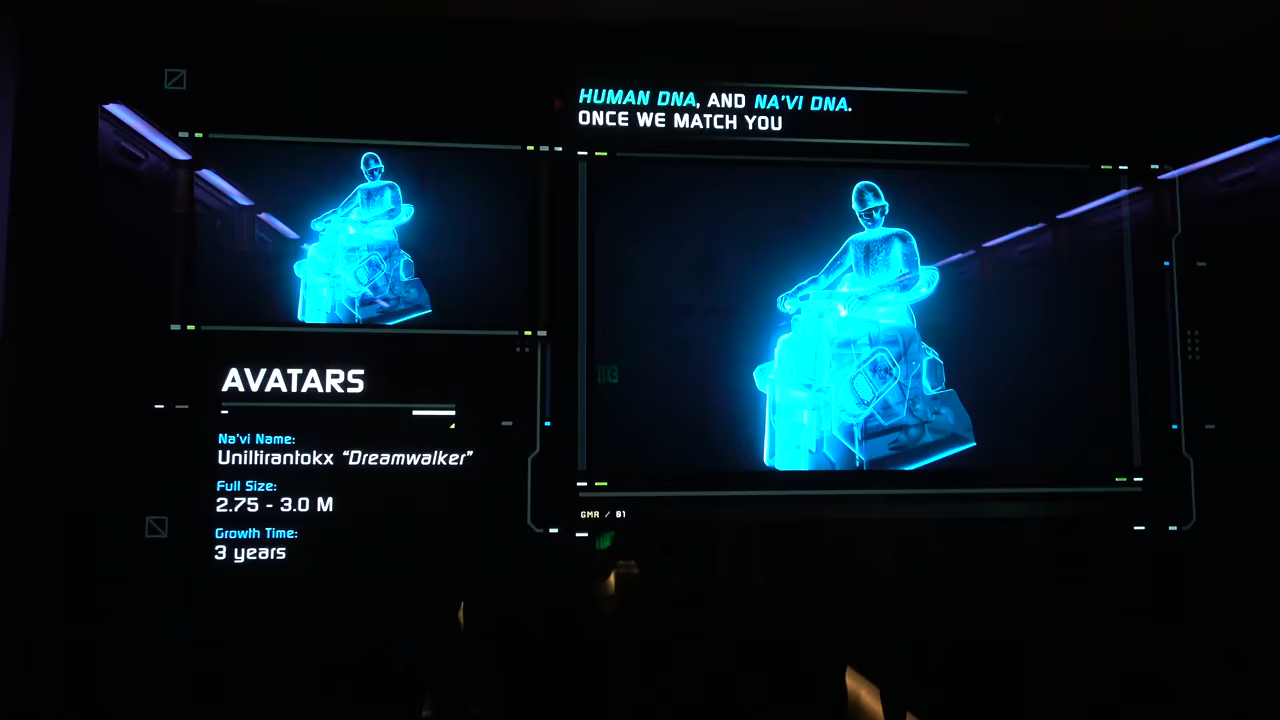 HUMAN DNA, AND NA'VI DNA.
ONCE WE MATCH YOU
AVATARS
Na'vi Name:
Uniltirantokx "Dreamwalker"
Full Size:
2.75 - 3.0 M
Growth Time:
3 years
GMR / 01